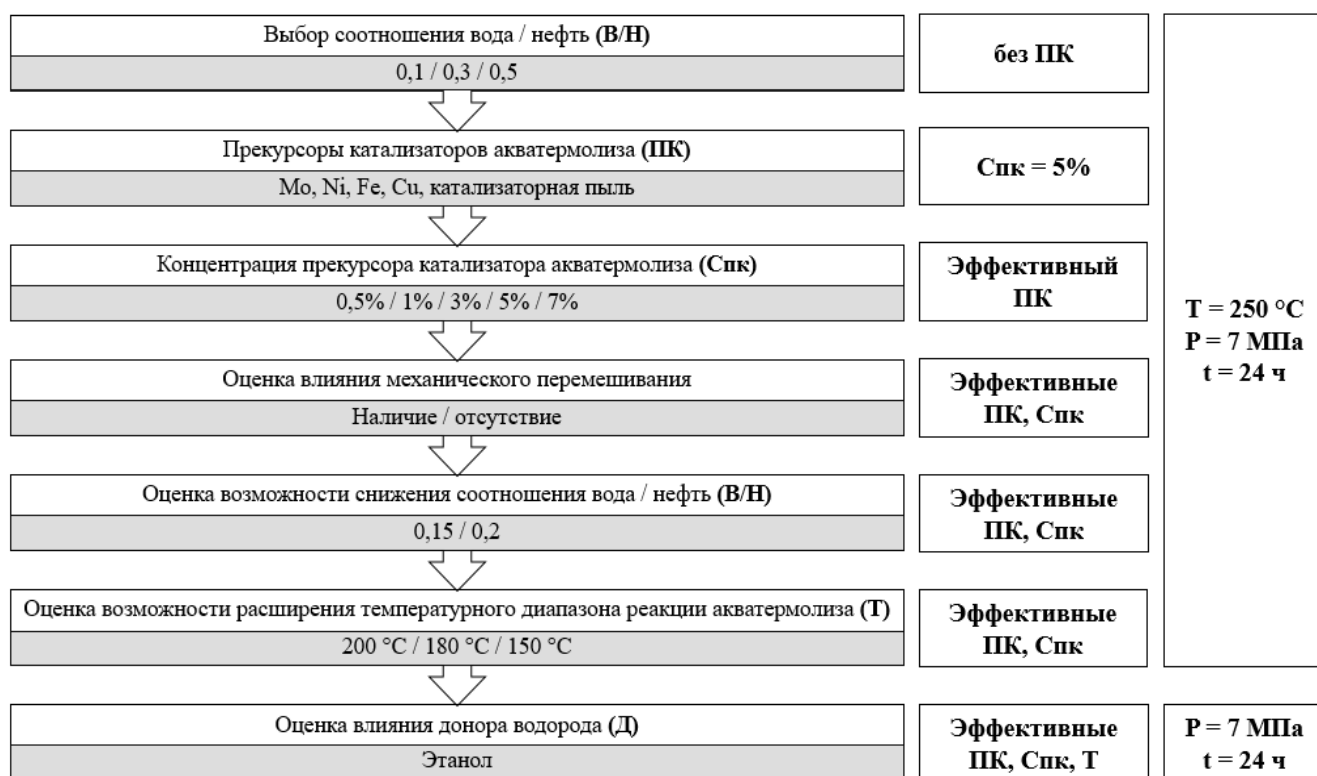 Выбор соотношения вода / нефть (В/Н)
0,1 / 0,3 / 0,5
без ПК
Прекурсоры катализаторов акватермолиза (ПК)
Mo, Ni, Fe, Cu, катализаторная пыль
Спк = 5%
Концентрация прекурсора катализатора акватермолиза (Спк)
0,5% / 1% / 3% / 5% / 7%
Эффективный
ПК
T = 250 °C
P = 7 МПа
t = 24 ч
Оценка влияния механического перемешивания
Наличие / отсутствие
Эффективные
ПК, Спк
Оценка возможности снижения соотношения вода / нефть (В/Н)
0,15 / 0,2
Эффективные
ПК, Спк
Оценка возможности расширения температурного диапазона реакции акватермолиза (Т)
200 °C / 180 °C / 150 °C
Эффективные
ПК, Спк
Оценка влияния донора водорода (Д)
Этанол
Эффективные
ПК, Спк, Т
P = 7 МПа
t = 24 ч